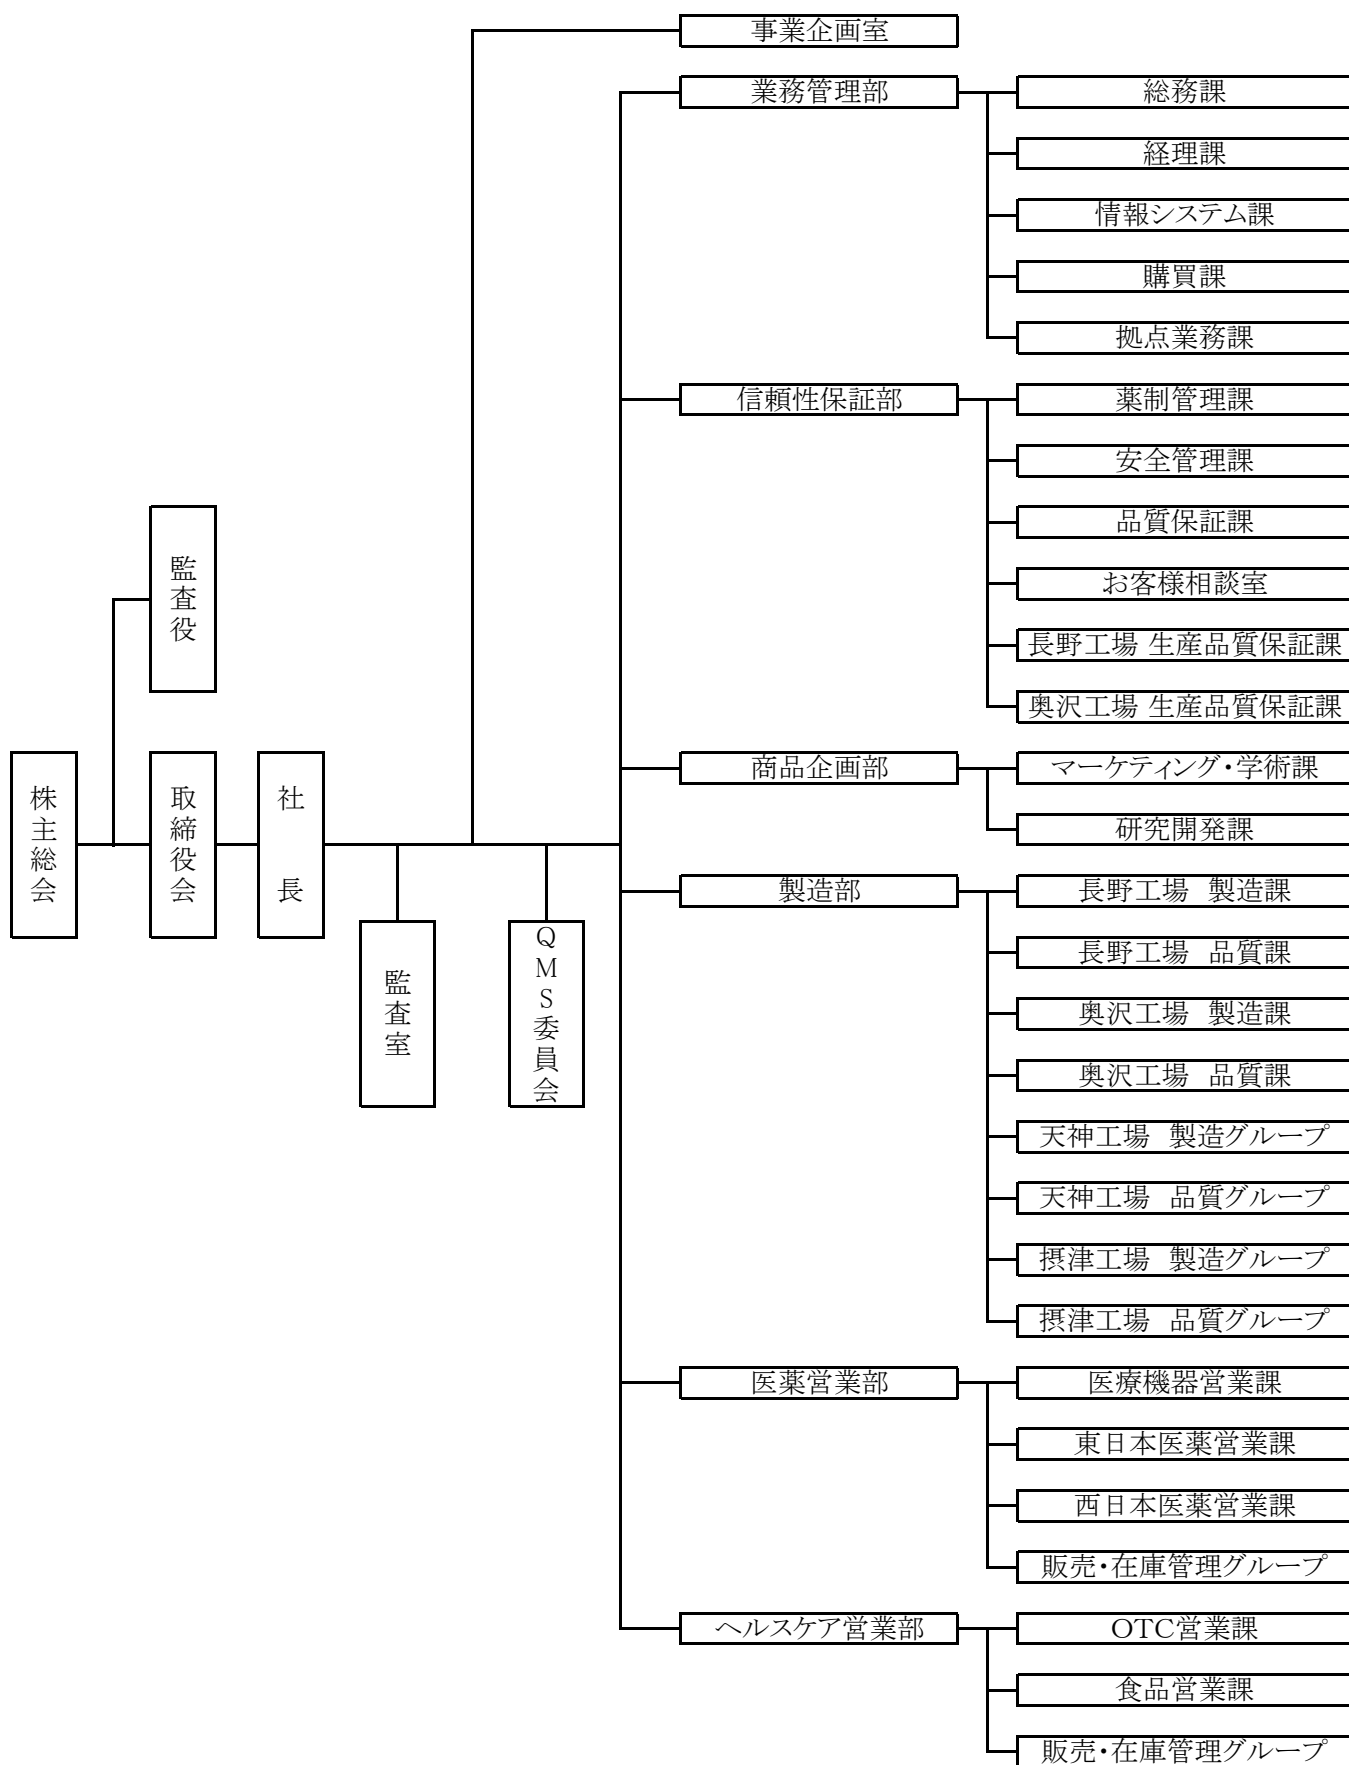 事業企画室
業務管理部
総務課
経理課
情報システム課
購買課
拠点業務課
信頼性保証部
薬制管理課
安全管理課
品質保証課
お客様相談室
長野工場 生産品質保証課
奥沢工場 生産品質保証課
監査役
株主総会
取締役会
社長
監査室
QMS委員会
商品企画部
マーケティング・学術課
研究開発課
製造部
長野工場　製造課
長野工場　品質課
奥沢工場　製造課
奥沢工場　品質課
天神工場　製造グループ
天神工場　品質グループ
摂津工場　製造グループ
摂津工場　品質グループ
医薬営業部
医療機器営業課
東日本医薬営業課
西日本医薬営業課
販売・在庫管理グループ
ヘルスケア営業部
OTC営業課
食品営業課
販売・在庫管理グループ